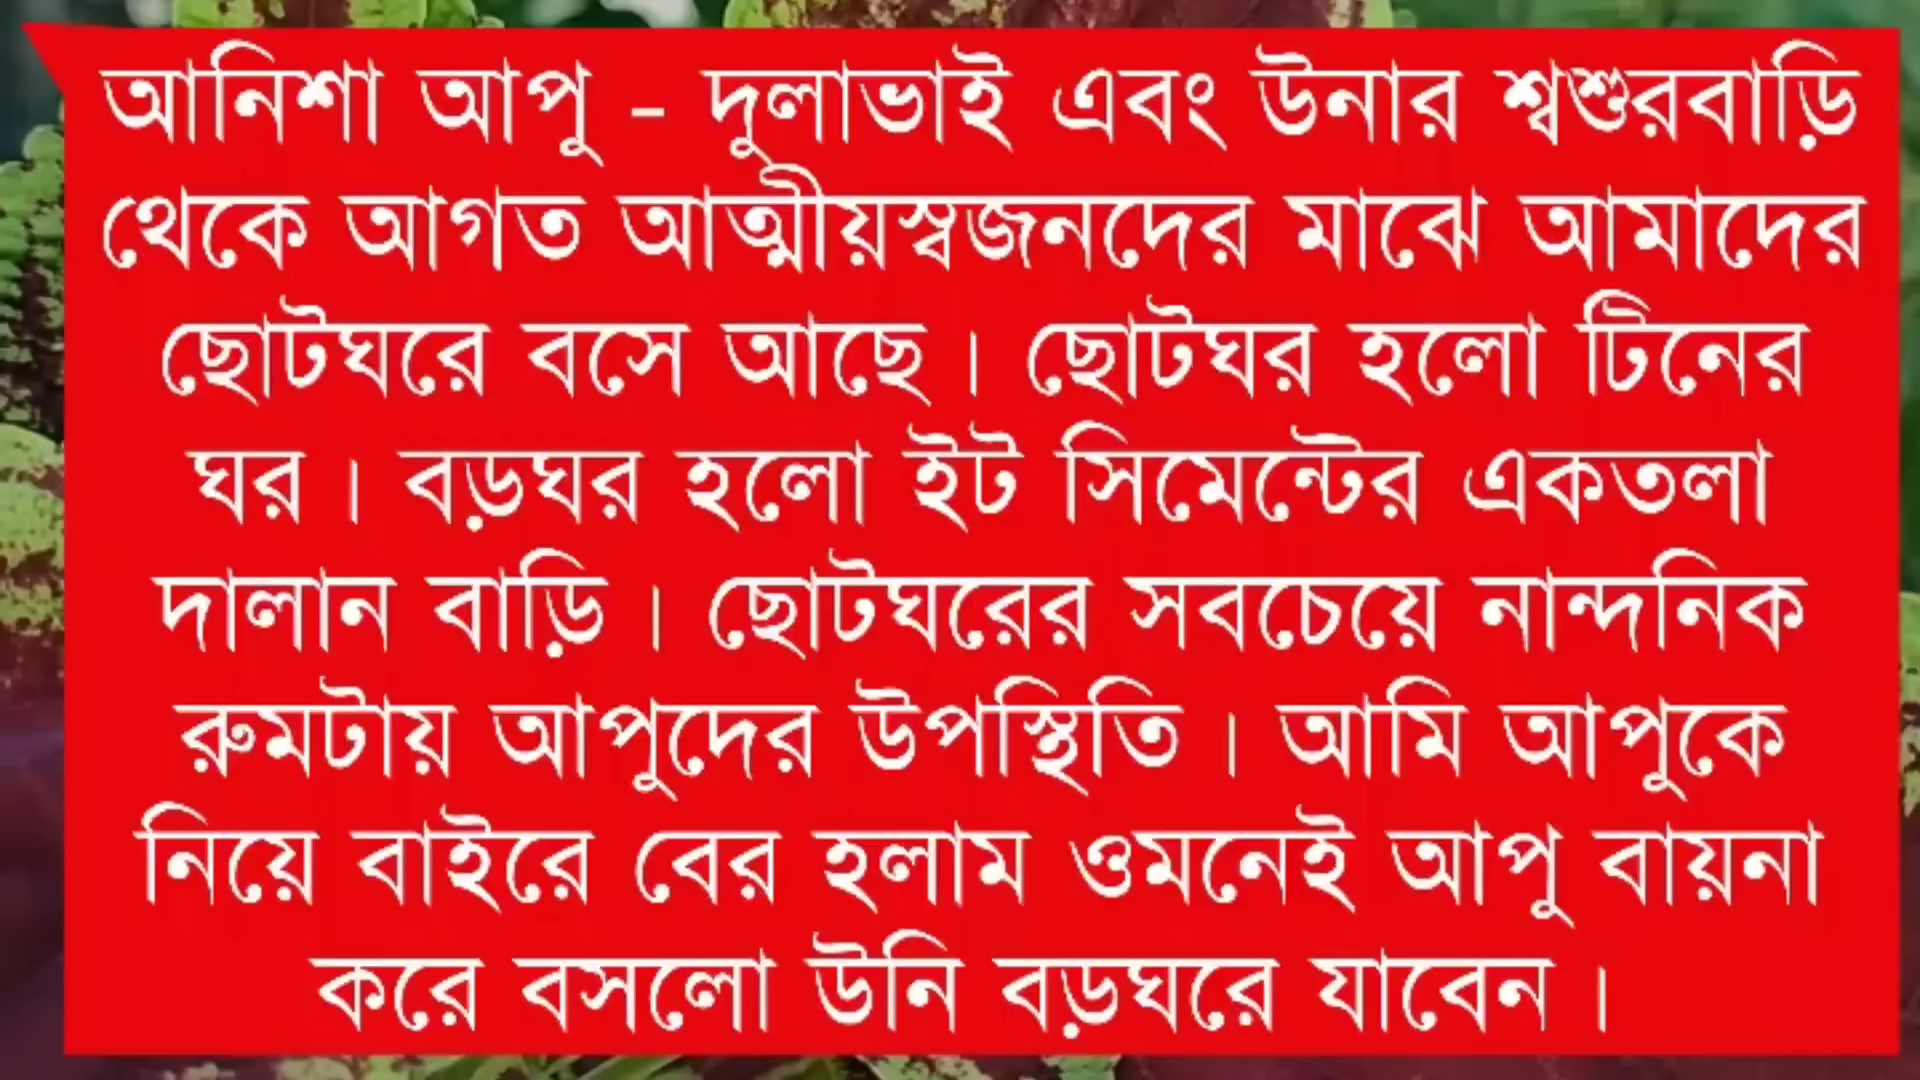 আনিশা আপু - দুলাভাই এবং উনার শ্বশুরবাড়ি
থেকে আগত আত্মীয়স্বজনদের মাঝে আমাদের
ছোটঘরে বসে আছে । ছোটঘর হলো টিনের
ঘর । বড়ঘর হলো ইট সিমেন্টের একতলা
দালান বাড়ি । ছোটঘরের সবচেয়ে নান্দনিক
রুমটায় আপুদের উপস্থিতি । আমি আপুকে
নিয়ে বাইরে বের হলাম ওমনেই আপু বায়না
করে বসলো উনি বড়ঘরে যাবেন ।